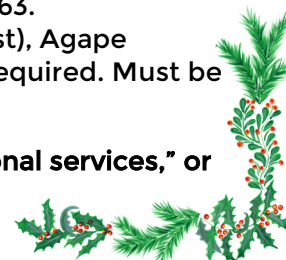 63.
st), Agape
equired. Must be
onal services,” or